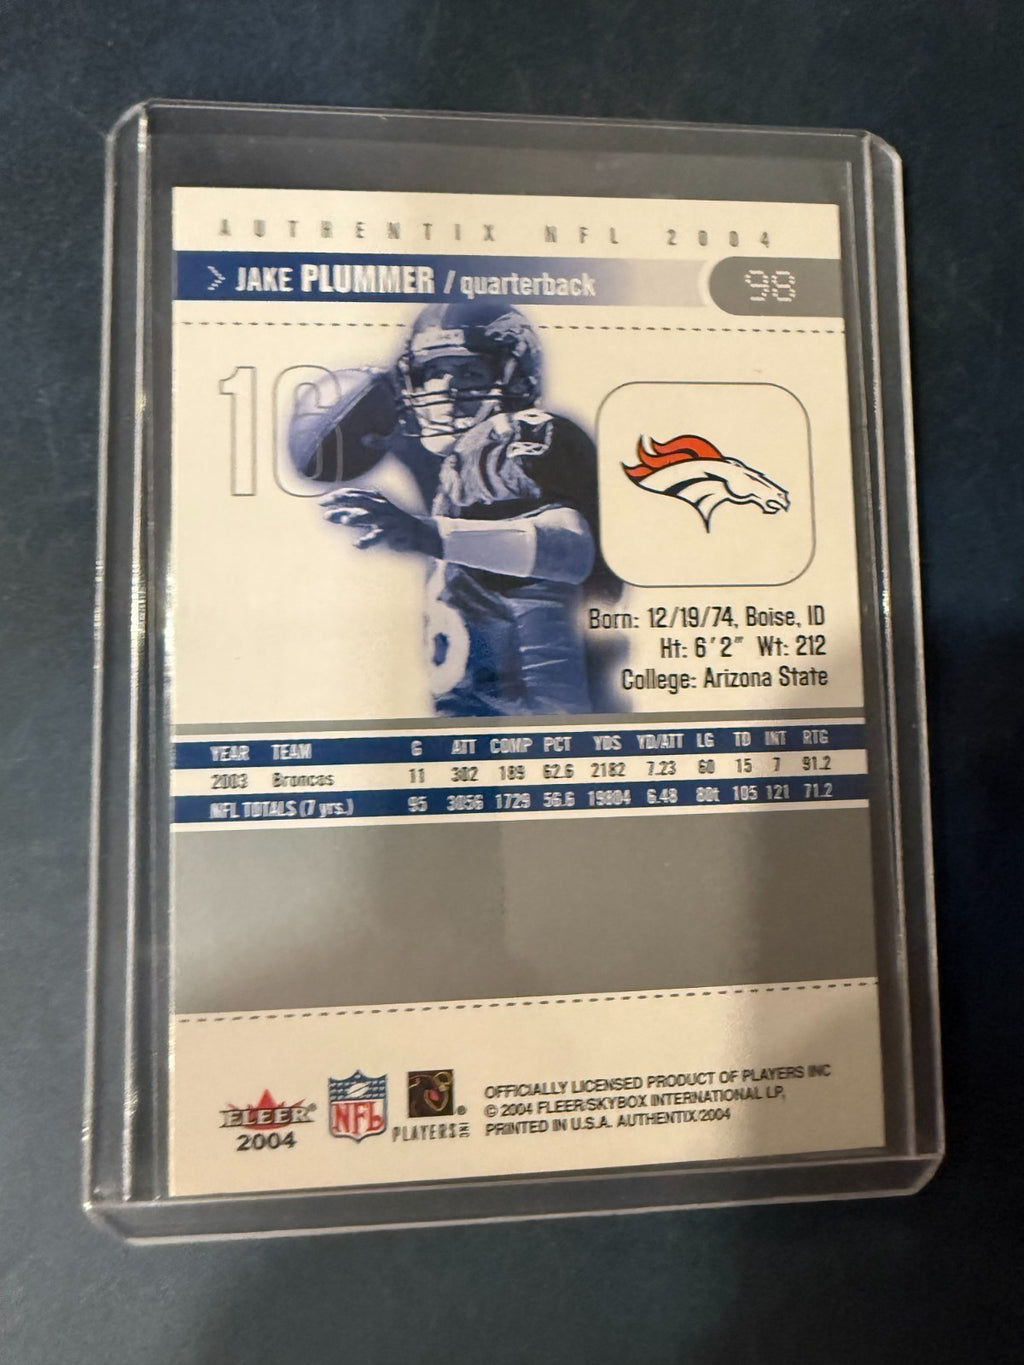 AUTHENTIX NFL 2004
JAKE PLUMMER / quarterback 98
16
Born: 12/19/74, Boise, ID
Ht: 6'2" Wt: 212
College: Arizona State
YEAR TEAM G ATT COMP PCT YDS YD/ATT LG TD INT RTG
2003 Broncos 11 302 189 62.6 2182 7.23 60 15 7 91.2
NFL TOTALS (7 yrs.) 95 3056 1729 56.6 19804 6.48 80t 105 121 71.2
FLEER®
2004
NFL
PLAYERS INC
OFFICIALLY LICENSED PRODUCT OF PLAYERS INC
© 2004 FLEER/SKYBOX INTERNATIONAL LP,
PRINTED IN U.S.A. AUTHENTIX/2004